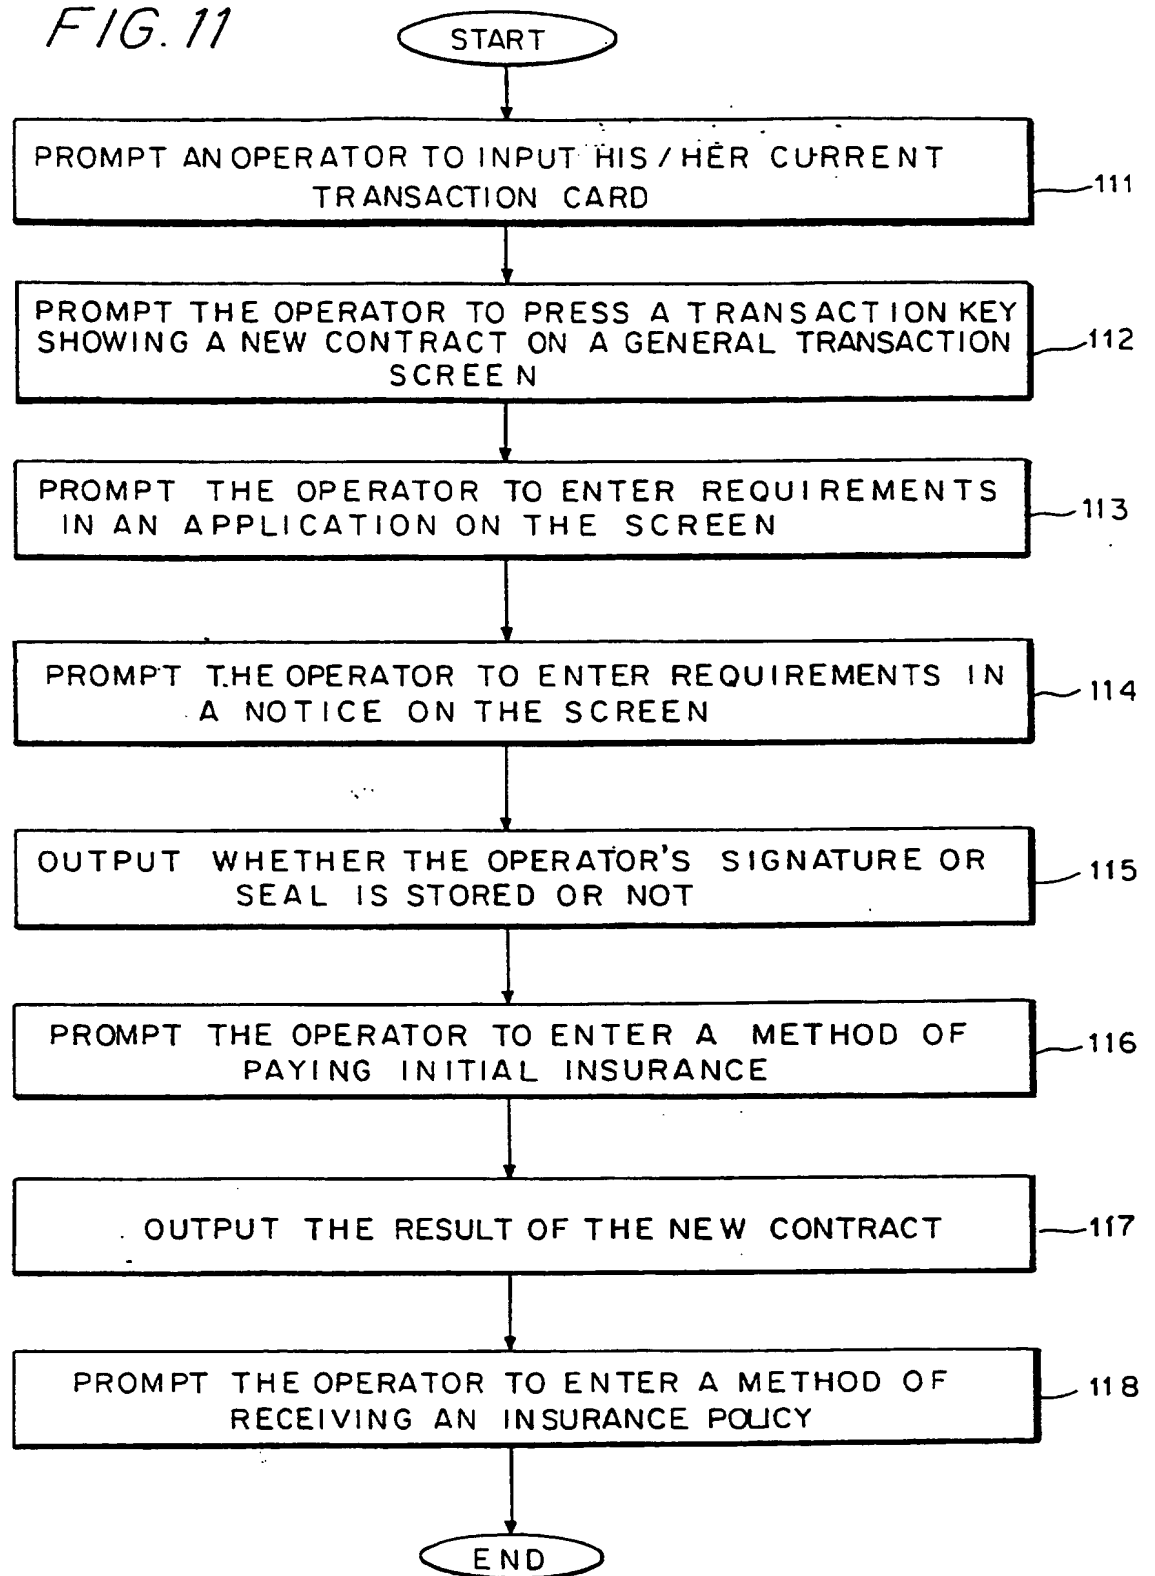 FIG. 11
START
PROMPT AN OPERATOR TO INPUT HIS/HER CURRENT
TRANSACTION CARD
111
PROMPT THE OPERATOR TO PRESS A TRANSACTION KEY
SHOWING A NEW CONTRACT ON A GENERAL TRANSACTION
SCREEN
112
PROMPT THE OPERATOR TO ENTER REQUIREMENTS
IN AN APPLICATION ON THE SCREEN
113
PROMPT THE OPERATOR TO ENTER REQUIREMENTS IN
A NOTICE ON THE SCREEN
114
OUTPUT WHETHER THE OPERATOR'S SIGNATURE OR
SEAL IS STORED OR NOT
115
PROMPT THE OPERATOR TO ENTER A METHOD OF
PAYING INITIAL INSURANCE
116
OUTPUT THE RESULT OF THE NEW CONTRACT
117
PROMPT THE OPERATOR TO ENTER A METHOD OF
RECEIVING AN INSURANCE POLICY
118
END